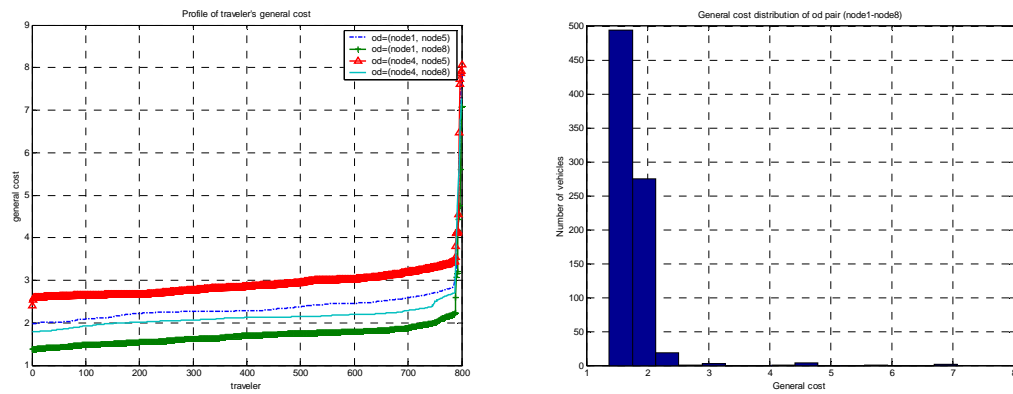 Profile of traveler's general cost
od=(node1, node5)
od=(node1, node8)
od=(node4, node5)
od=(node4, node8)
general cost
9
8
7
6
5
4
3
2
1
0 100 200 300 400 500 600 700 800
traveler
General cost distribution of od pair (node1-node8)
Number of vehicles
500
450
400
350
300
250
200
150
100
50
0
1 2 3 4 5 6 7 8
General cost